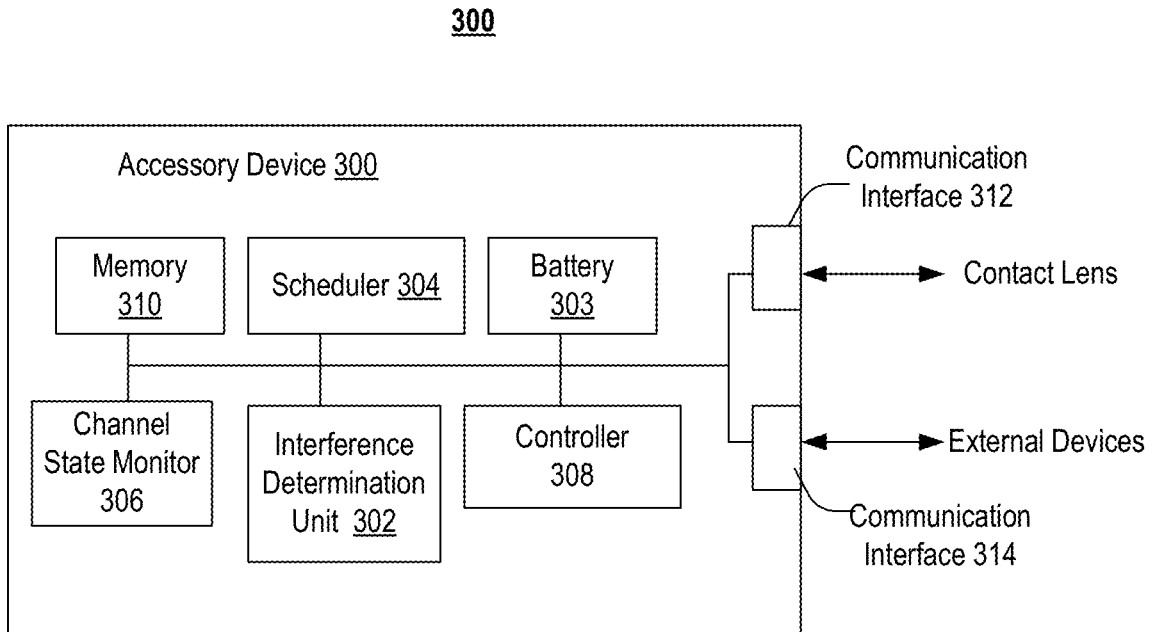 300
Accessory Device 300
Communication
Interface 312
Memory
310
Scheduler 304
Battery
303
Contact Lens
Channel
State Monitor
306
Interference
Determination
Unit 302
Controller
308
External Devices
Communication
Interface 314